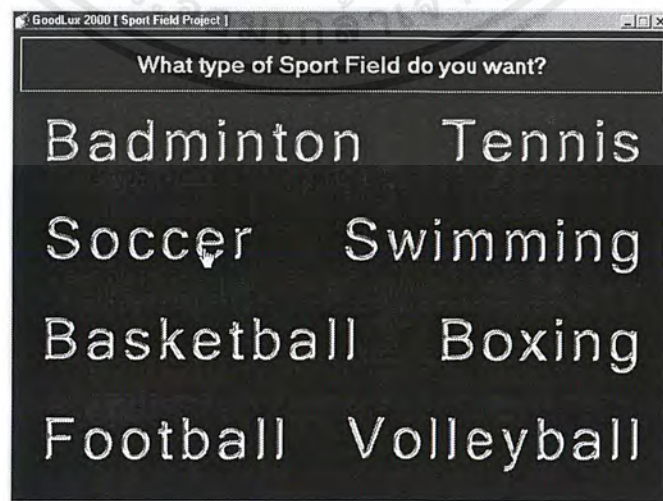 GoodLux 2000 [ Sport Field Project ]
What type of Sport Field do you want?
Badminton Tennis
Soccer Swimming
Basketball Boxing
Football Volleyball